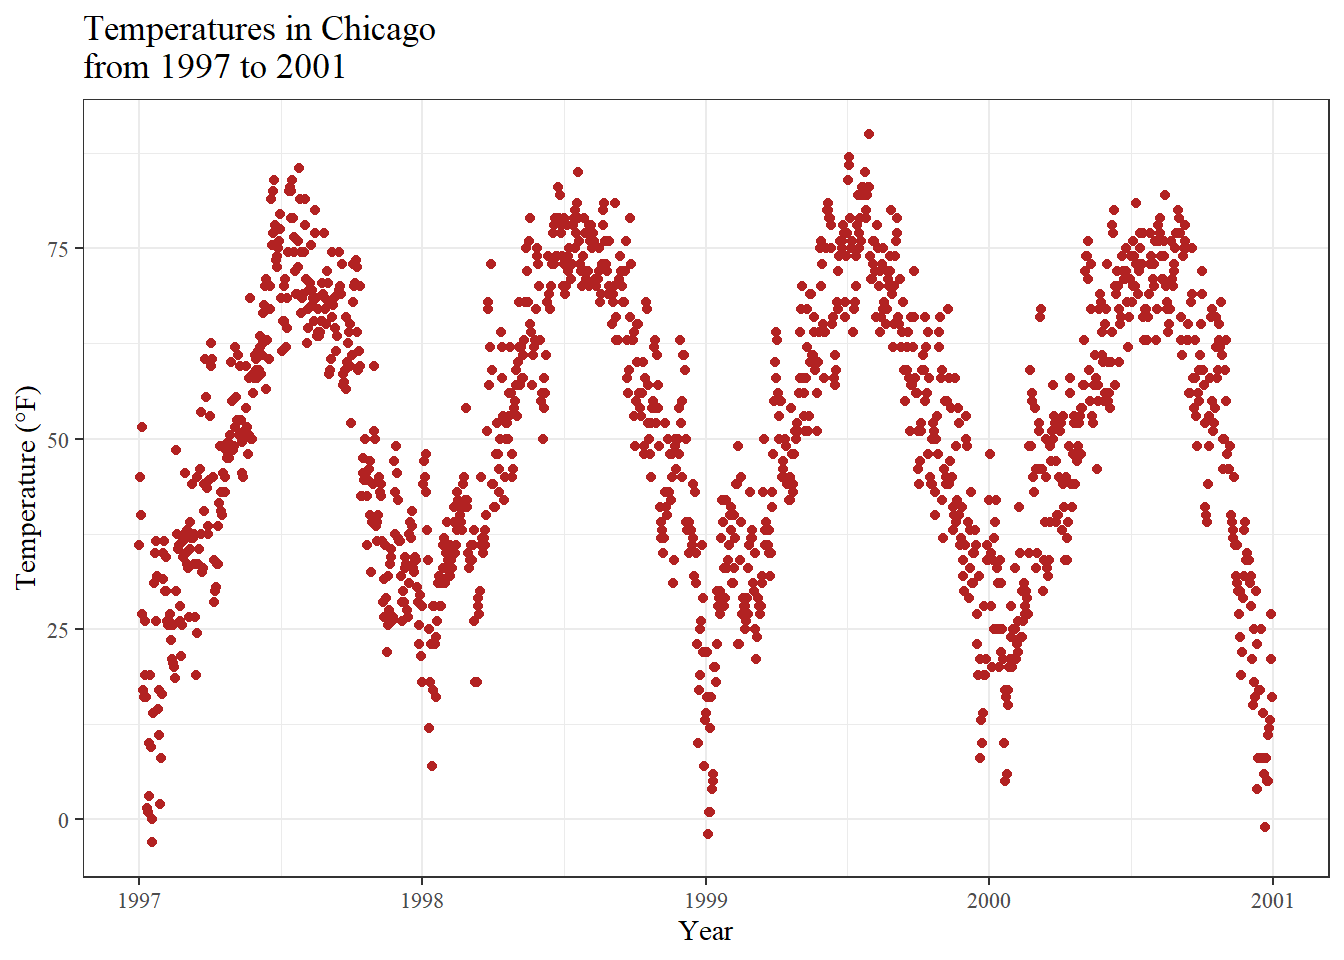 Temperatures in Chicago
from 1997 to 2001
75
50
25
0
Temperature (°F)
1997 1998 1999 2000 2001
Year